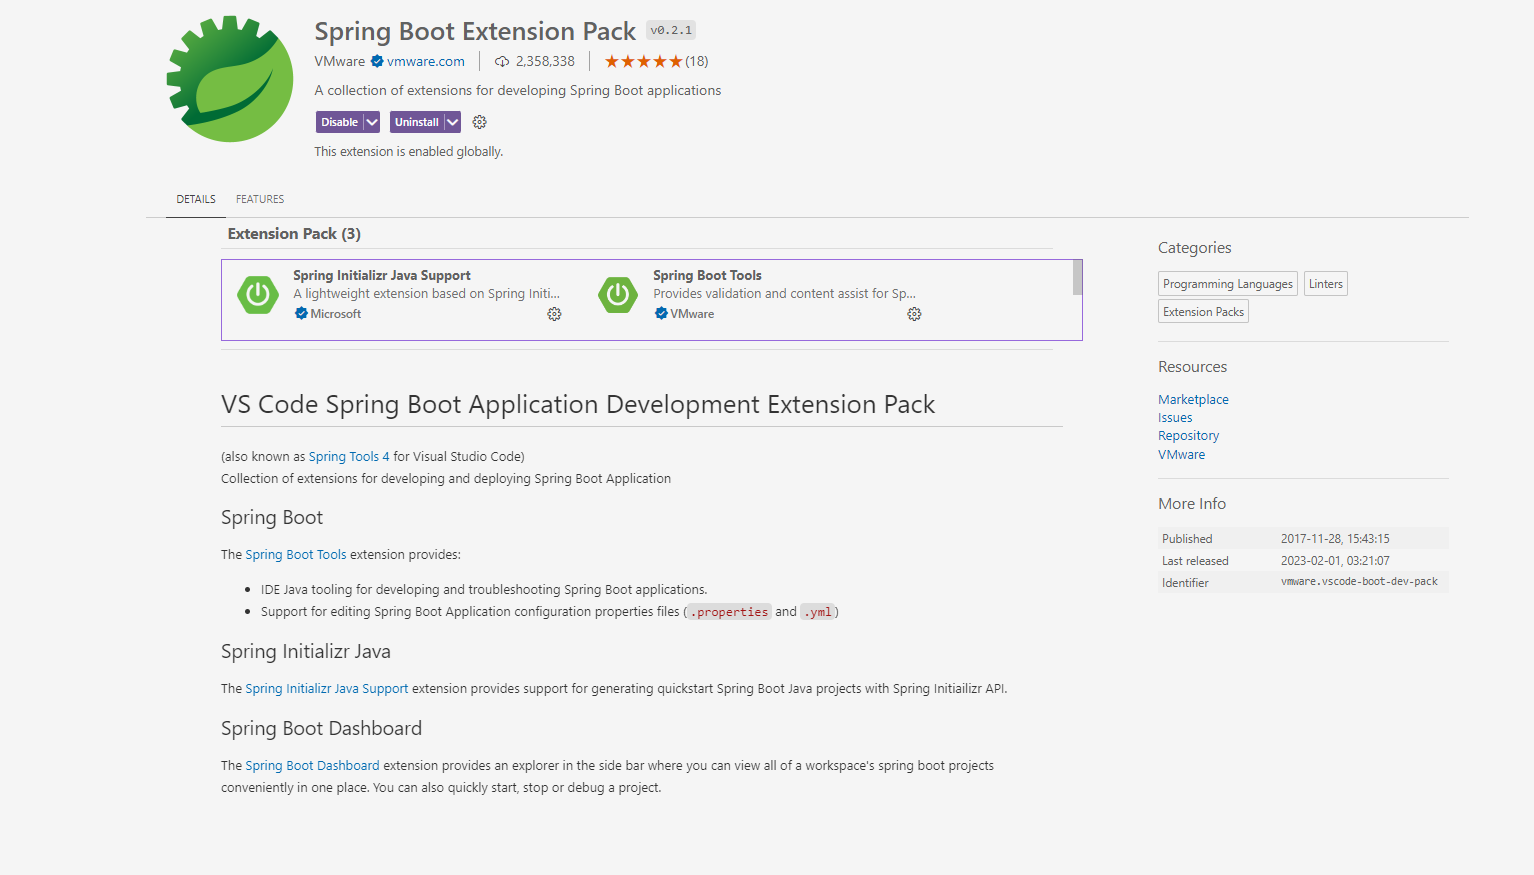 Spring Boot Extension Pack v0.2.1
VMware vmware.com 2,358,338 (18)
A collection of extensions for developing Spring Boot applications
Disable Uninstall
This extension is enabled globally.
DETAILS FEATURES
Extension Pack (3)
Spring Initializr Java Support
A lightweight extension based on Spring Initi...
Microsoft
Spring Boot Tools
Provides validation and content assist for Sp...
VMware
VS Code Spring Boot Application Development Extension Pack
(also known as Spring Tools 4 for Visual Studio Code)
Collection of extensions for developing and deploying Spring Boot Application
Spring Boot
The Spring Boot Tools extension provides:
• IDE Java tooling for developing and troubleshooting Spring Boot applications.
• Support for editing Spring Boot Application configuration properties files (.properties and .yml)
Spring Initializr Java
The Spring Initializr Java Support extension provides support for generating quickstart Spring Boot Java projects with Spring Initiailizr API.
Spring Boot Dashboard
The Spring Boot Dashboard extension provides an explorer in the side bar where you can view all of a workspace's spring boot projects
conveniently in one place. You can also quickly start, stop or debug a project.
Categories
Programming Languages Linters
Extension Packs
Resources
Marketplace
Issues
Repository
VMware
More Info
Published 2017-11-28, 15:43:15
Last released 2023-02-01, 03:21:07
Identifier vmware.vscode-boot-dev-pack